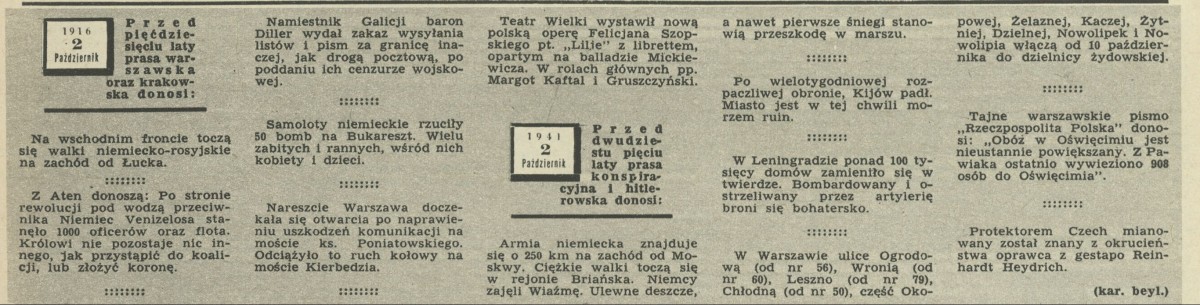 1916
2
Październik
Przed
pięćdzie-
sięciu laty
prasa war-
szawska
oraz krakow-
ska donosi:
Na wschodnim froncie toczą
się walki niemiecko-rosyjskie
na zachód od Łucka.
::::::::
Z Aten donoszą: Po stronie
rewolucji pod wodzą przeciw-
nika Niemiec Venizelosa sta-
nęło 1000 oficerów oraz flota.
Królowi nie pozostaje nic in-
nego, jak przystąpić do koali-
cji, lub złożyć koronę.
Namiestnik Galicji baron
Diller wydał zakaz wysyłania
listów i pism za granicę ina-
czej, jak drogą pocztową, po
poddaniu ich cenzurze wojsko-
wej.
::::::::
Samoloty niemieckie rzuciły
50 bomb na Bukareszt. Wielu
zabitych i rannych, wśród nich
kobiety i dzieci.
::::::::
Nareszcie Warszawa docze-
kała się otwarcia po naprawie-
niu uszkodzeń komunikacji na
moście ks. Poniatowskiego.
Odciążyło to ruch kołowy na
moście Kierbedzia.
::::::::
Teatr Wielki wystawił nową
polską operę Felicjana Szop-
skiego pt. „Lilje” z librettem,
opartym na balladzie Mickie-
wicza. W rolach głównych pp.
Margot Kaftal i Gruszczyński.
1941
2
Październik
Przed
dwudzie-
stu pięciu
laty prasa
konspira-
cyjna i hitle-
rowska donosi:
Armia niemiecka znajduje
się o 250 km na zachód od Mo-
skwy. Ciężkie walki toczą się
w rejonie Briańska. Niemcy
zajęli Wiaźmę. Ulewne deszcze,
a nawet pierwsze śniegi stano-
wią przeszkodę w marszu.
::::::::
Po wielotygodniowej roz-
paczliwej obronie, Kijów padł.
Miasto jest w tej chwili mo-
rzem ruin.
::::::::
W Leningradzie ponad 100 ty-
sięcy domów zamieniło się w
twierdze. Bombardowany i o-
strzeliwany przez artylerię
broni się bohatersko.
::::::::
W Warszawie ulice Ogrodo-
wą (od nr 56), Wronią (od
nr 60), Leszno (od nr 79),
Chłodną (od nr 50), część Oko-
powej, Żelaznej, Kaczej, Żyt-
niej, Dzielnej, Nowolipek i No-
wolipia włączą od 10 paździer-
nika do dzielnicy żydowskiej.
::::::::
Tajne warszawskie pismo
„Rzeczpospolita Polska” dono-
si: „Obóz w Oświęcimiu jest
nieustannie powiększany. Z Pa-
wiaka ostatnio wywieziono 908
osób do Oświęcimia”.
::::::::
Protektorem Czech miano-
wany został znany z okrucień-
stwa oprawca z gestapo Rein-
hardt Heydrich.
(kar. beyl.)